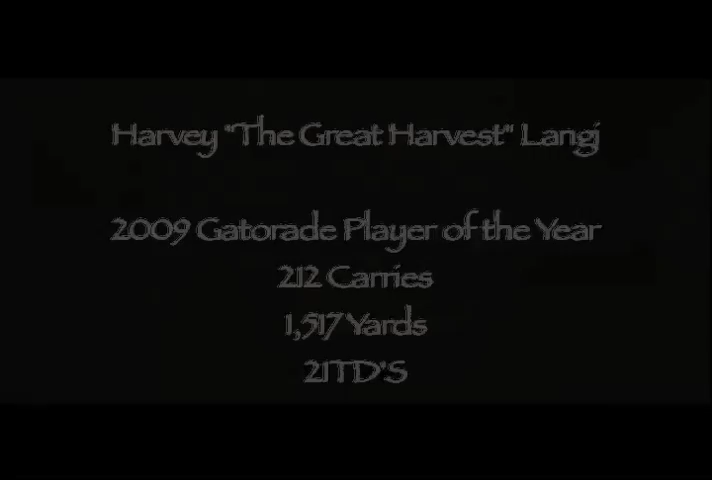 Harvey "The Great Harvest" Langi
2009 Gatorade Player of the Year
212 Carries
1,517 Yards
21TD'S